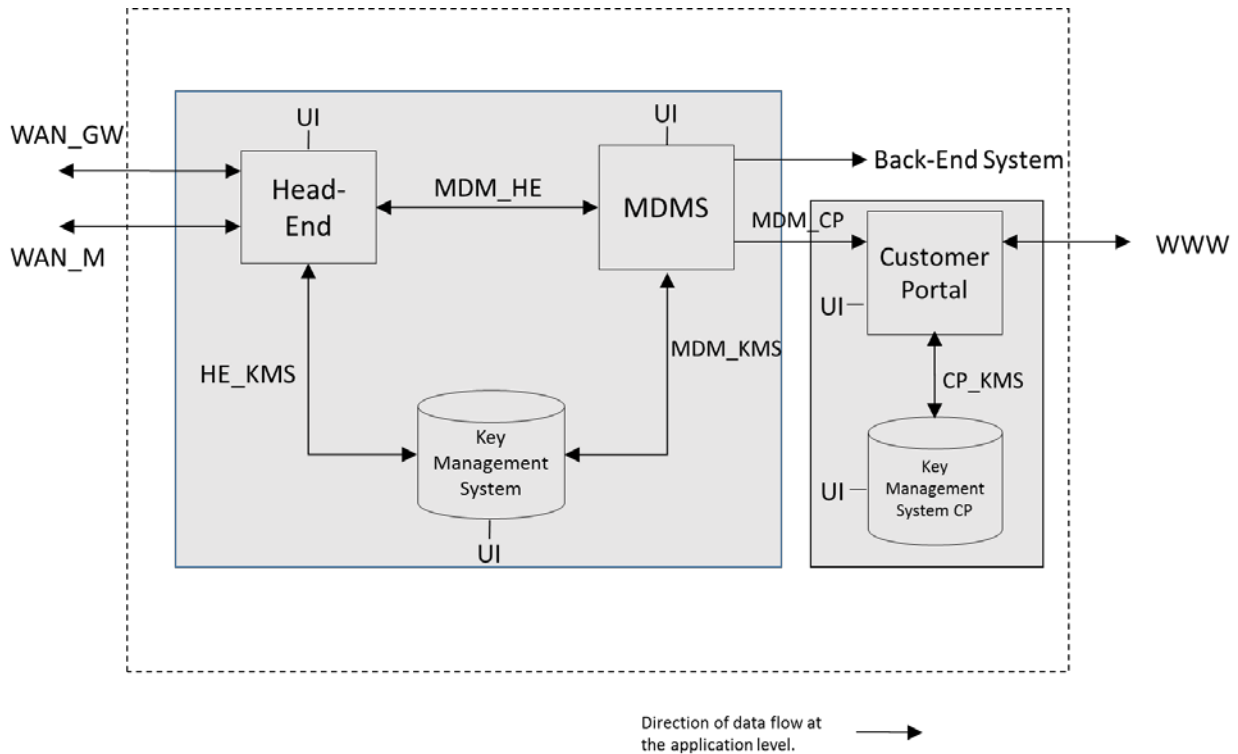 WAN_GW
WAN_M
UI
Head-
End
MDM_HE
UI
MDMS
Back-End System
MDM_CP
Customer
Portal
WWW
UI
HE_KMS
MDM_KMS
CP_KMS
Key
Management
System
UI
UI
Key
Management
System CP
Direction of data flow at
the application level.